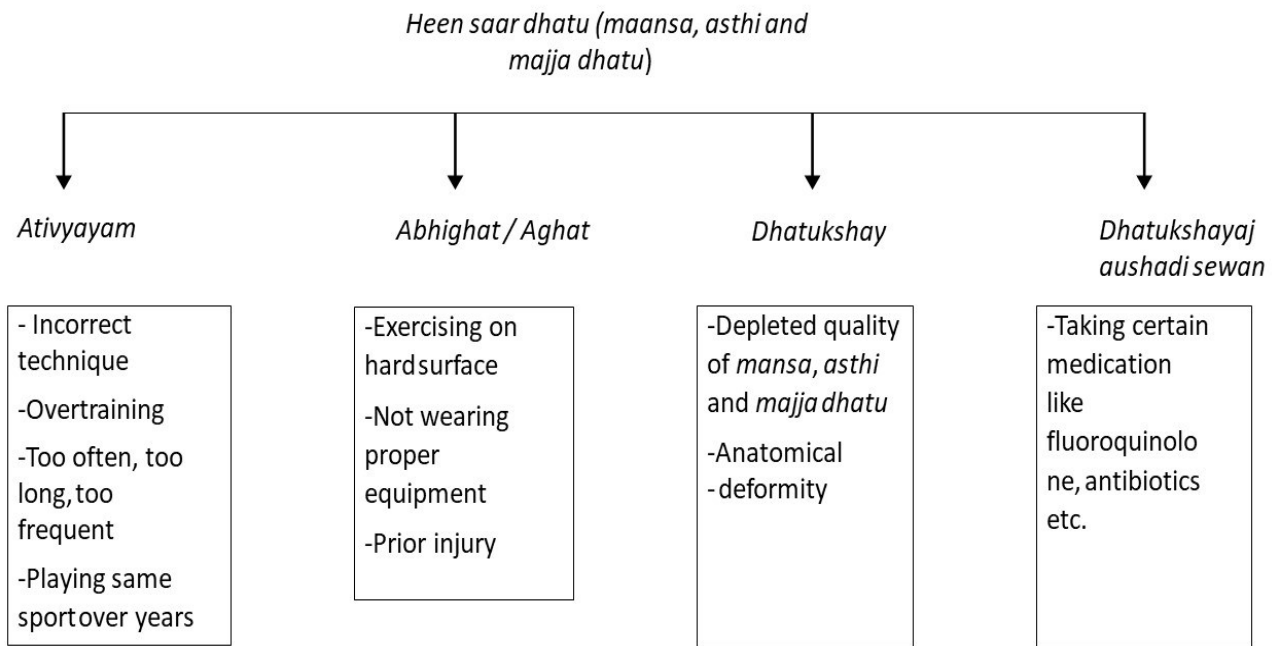 Heen saar dhatu (maansa, asthi and
majja dhatu)
Ativyayam
- Incorrect
technique
-Overtraining
-Too often, too
long, too
frequent
-Playing same
sport over years
Abhighat / Aghat
-Exercising on
hard surface
-Not wearing
proper
equipment
-Prior injury
Dhatukshay
-Depleted quality
of mansa, asthi
and majja dhatu
-Anatomical
-deformity
Dhatukshayaj
aushadi sewan
-Taking certain
medication
like
fluoroquinolo
ne, antibiotics
etc.